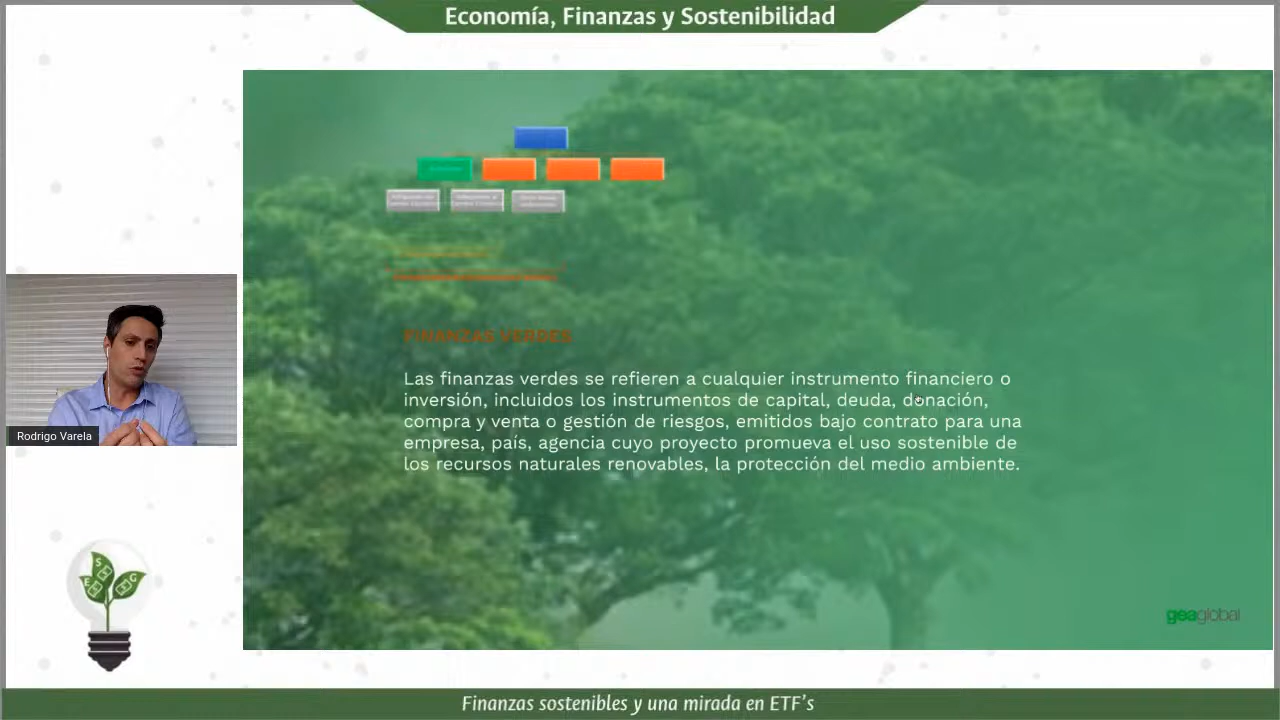 Economía, Finanzas y Sostenibilidad
FINANZAS VERDES
Las finanzas verdes se refieren a cualquier instrumento financiero o
inversión, incluidos los instrumentos de capital, deuda, donación,
compra y venta o gestión de riesgos, emitidos bajo contrato para una
empresa, país, agencia cuyo proyecto promueva el uso sostenible de
los recursos naturales renovables, la protección del medio ambiente.
Rodrigo Varela
S
E
G
geaglobal
Finanzas sostenibles y una mirada en ETF's